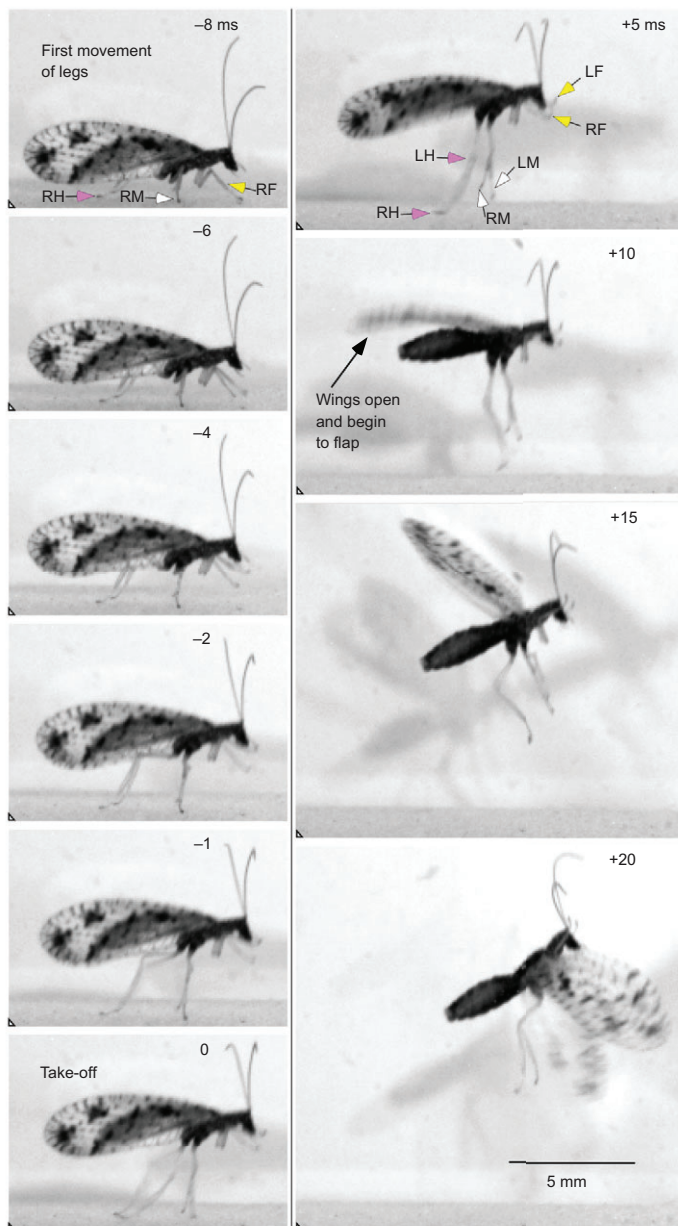 –8 ms
First movement
of legs
RH
RM
RF
–6
–4
–2
–1
0
Take-off
+5 ms
LF
RF
LH
LM
RH
RM
+10
Wings open
and begin
to flap
+15
+20
5 mm